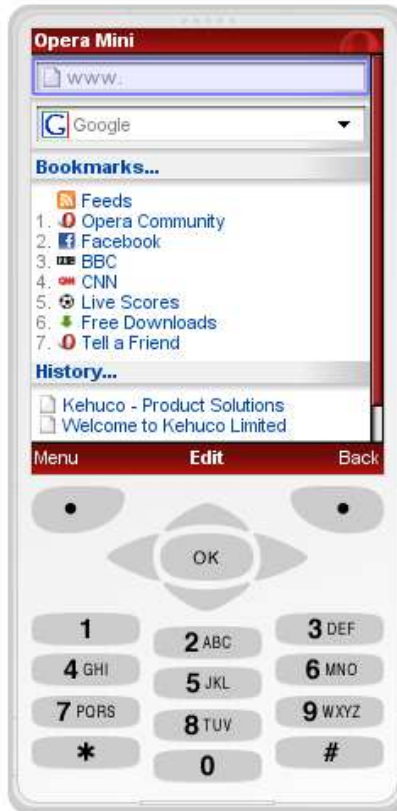 Opera Mini
www.
G Google
Bookmarks...
Feeds
1. Opera Community
2. Facebook
3. BBC BBC
4. CNN CNN
5. Live Scores
6. Free Downloads
7. Tell a Friend
History...
Kehuco - Product Solutions
Welcome to Kehuco Limited
Menu Edit Back
OK
1 2 ABC 3 DEF
4 GHI 5 JKL 6 MNO
7 PQRS 8 TUV 9 WXYZ
* 0 #